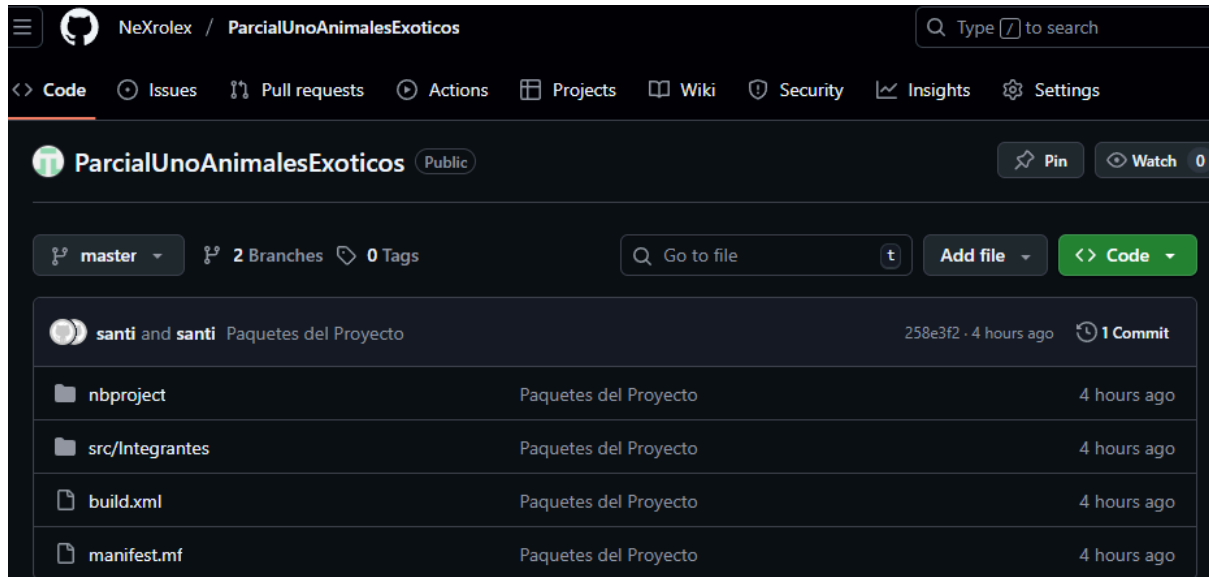 NeXrolex / ParcialUnoAnimalesExoticos Type / to search
<> Code Issues Pull requests Actions Projects Wiki Security Insights Settings
ParcialUnoAnimalesExoticos Public Pin Watch 0
master 2 Branches 0 Tags Go to file t Add file <> Code
santi and santi Paquetes del Proyecto 258e3f2 · 4 hours ago 1 Commit
nbproject Paquetes del Proyecto 4 hours ago
src/Integrantes Paquetes del Proyecto 4 hours ago
build.xml Paquetes del Proyecto 4 hours ago
manifest.mf Paquetes del Proyecto 4 hours ago